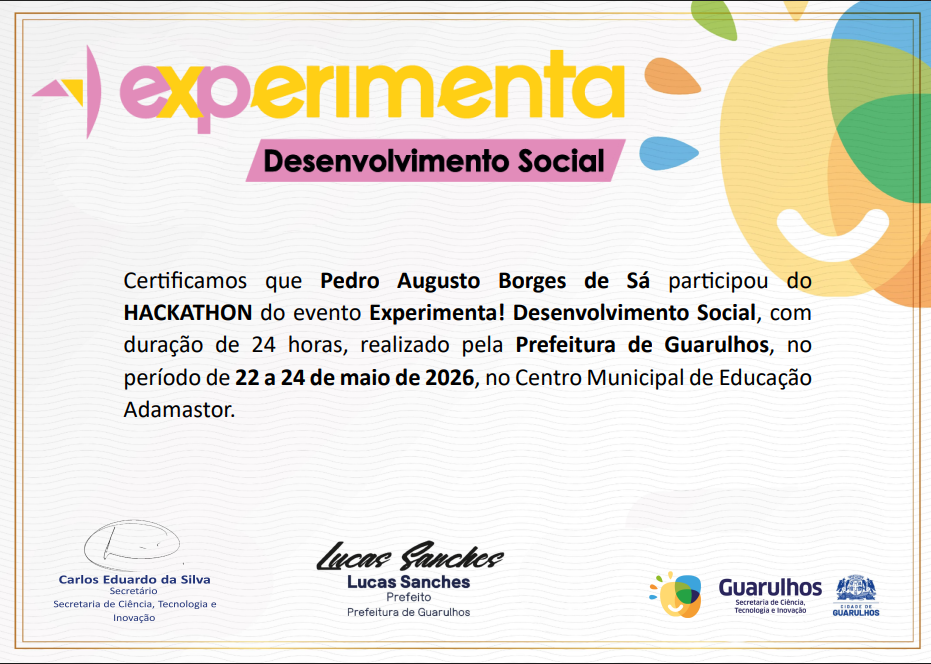 experimenta
Desenvolvimento Social
Certificamos que Pedro Augusto Borges de Sá participou do
HACKATHON do evento Experimenta! Desenvolvimento Social, com
duração de 24 horas, realizado pela Prefeitura de Guarulhos, no
período de 22 a 24 de maio de 2026, no Centro Municipal de Educação
Adamastor.
Carlos Eduardo da Silva
Secretário
Secretaria de Ciência, Tecnologia e
Inovação
Lucas Sanches
Lucas Sanches
Prefeito
Prefeitura de Guarulhos
Guarulhos
Secretaria de Ciência,
Tecnologia e Inovação
CIDADE DE
GUARULHOS